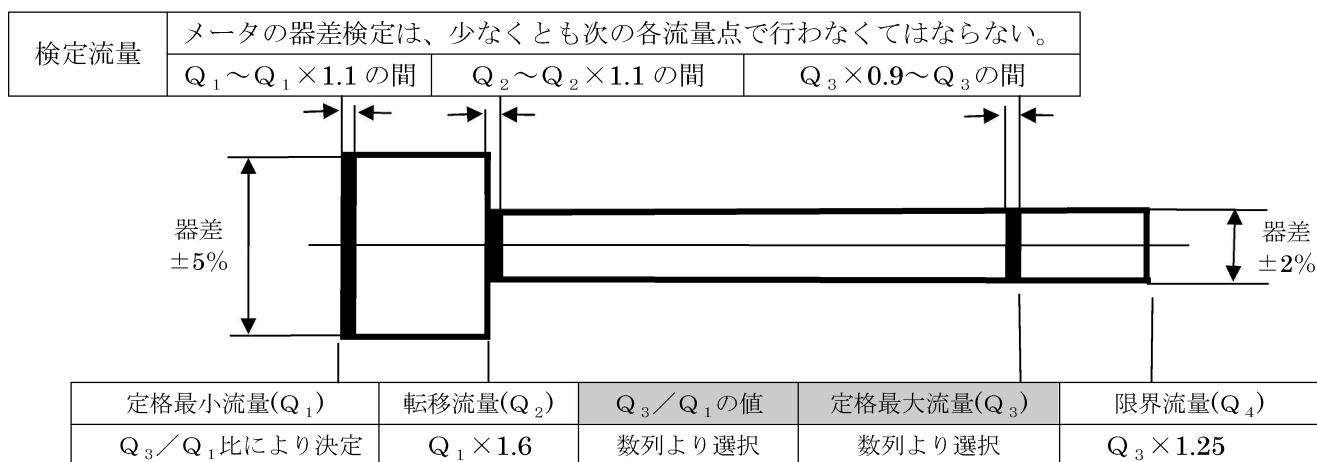 検定流量
メータの器差検定は、少なくとも次の各流量点で行わなくてはならない。
Q₁～Q₁×1.1の間
Q₂～Q₂×1.1の間
Q₃×0.9～Q₃の間
器差
±5%
器差
±2%
定格最小流量(Q₁)
転移流量(Q₂)
Q₃／Q₁の値
定格最大流量(Q₃)
限界流量(Q₄)
Q₃／Q₁比により決定
Q₁×1.6
数列より選択
数列より選択
Q₃×1.25